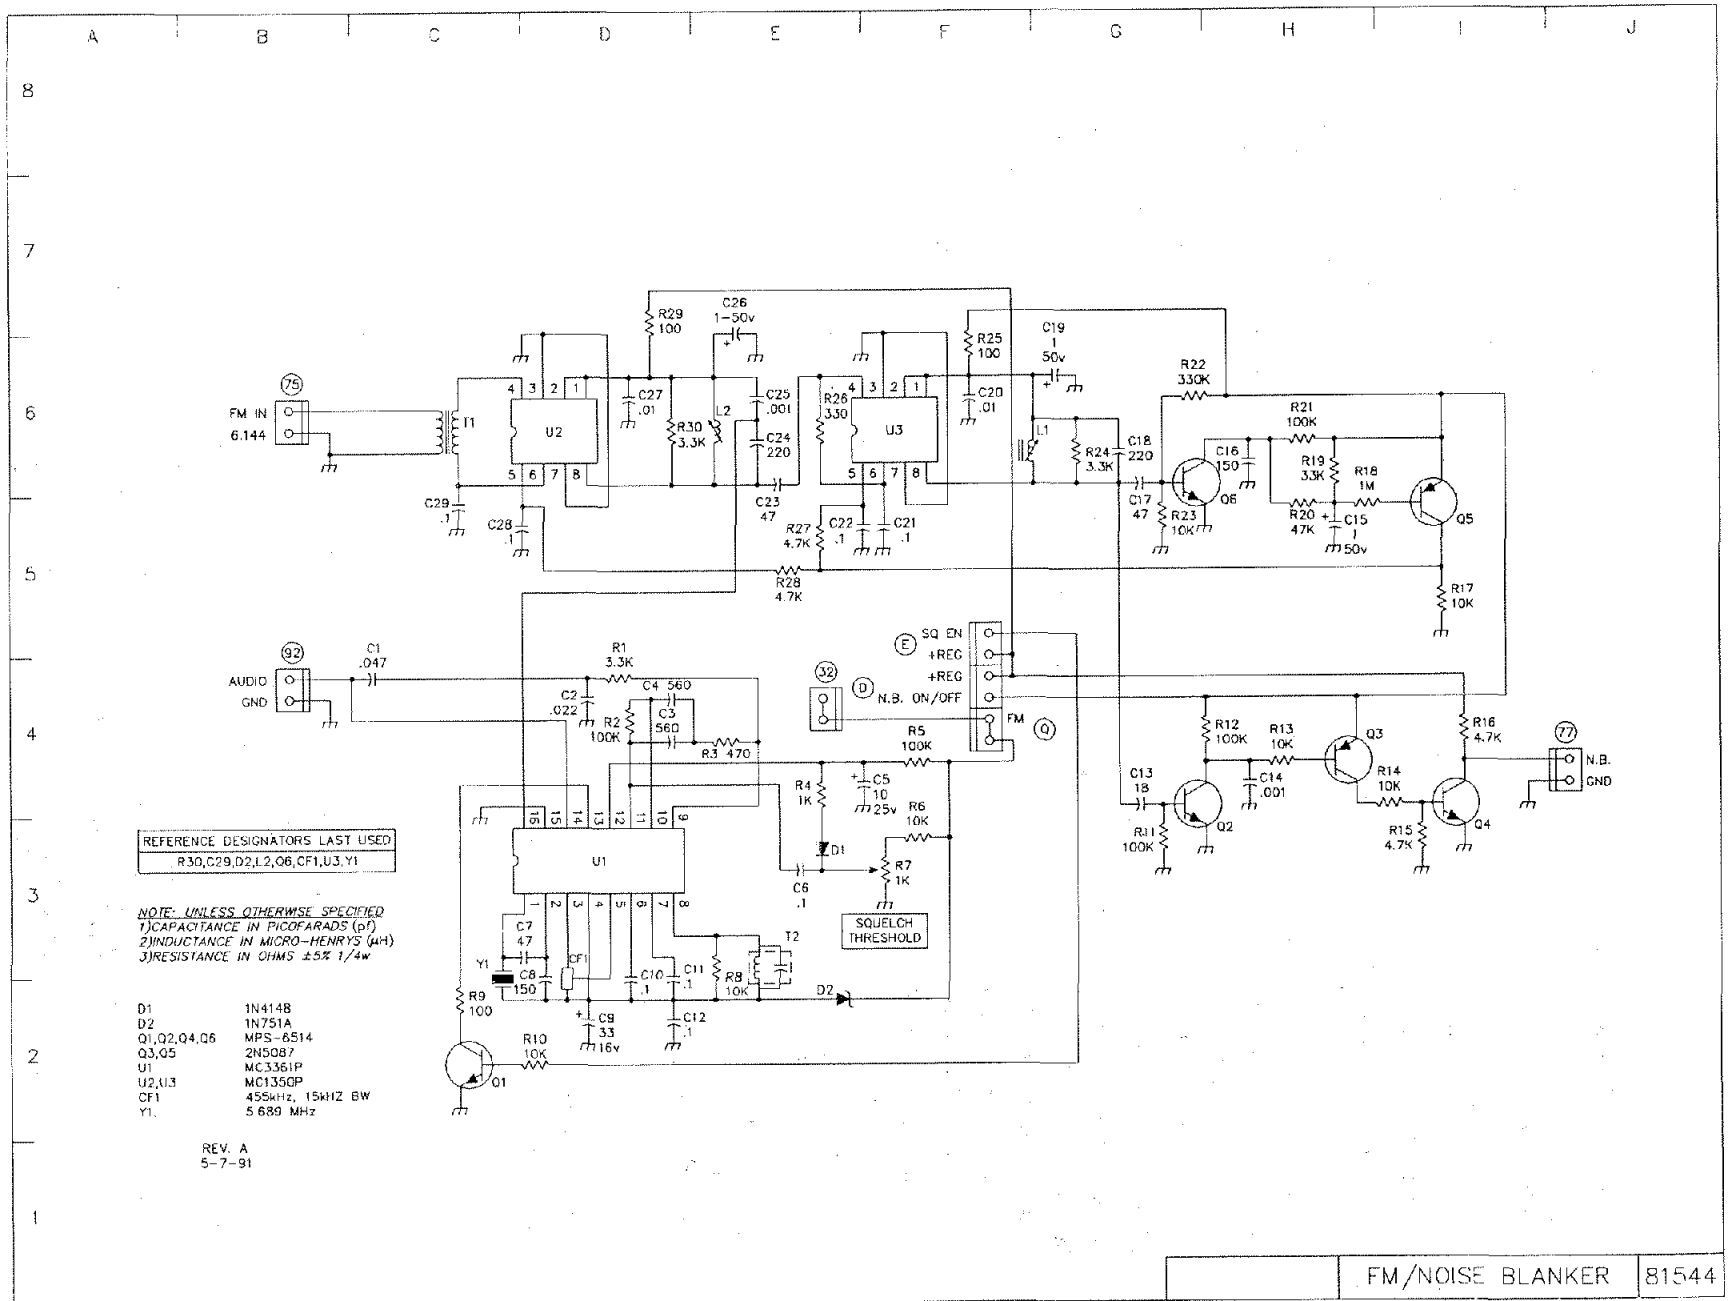 A B C D E F G H I J
8
7
6
5
4
3
2
1
75
FM IN
6.144
T1
C29
.1
C28
.1
4 3 2 1
U2
5 6 7 8
R29
100
C27
.01
R30
3.3K
C26
1-50v
+
L2
C25
.001
C24
220
C23
47
R26
330
4 3 2 1
U3
5 6 7 8
R27
4.7K
C22
.1
C21
.1
R28
4.7K
R25
100
C20
.01
C19
1
50v
+
L1
R24
3.3K
C18
220
C17
47
R22
330K
R23
10K
Q6
C16
150
R21
100K
R19
33K
R18
1M
R20
47K
+
C15
1
50v
Q5
R17
10K
92
AUDIO
GND
C1
.047
R1
3.3K
C2
.022
C4 560
C3
560
R2
100K
R3 470
32
E
SQ EN
+REG
D
+REG
N.B. ON/OFF
FM
Q
R5
100K
R4
1K
+
C5
10
25v
R6
10K
D1
R7
1K
C6
.1
SQUELCH
THRESHOLD
16 15 14 13 12 11 10 9
U1
1 2 3 4 5 6 7 8
C7
47
Y1
C8
150
CF1
C10
.1
C11
.1
R8
10K
T2
D2
R9
100
+
C9
33
16v
C12
.1
R10
10K
Q1
C13
18
R11
100K
Q2
R12
100K
C14
.001
R13
10K
Q3
R14
10K
R15
4.7K
Q4
R16
4.7K
77
N.B.
GND
REFERENCE DESIGNATORS LAST USED
R30,C29,D2,L2,Q6,CF1,U3,Y1
NOTE: UNLESS OTHERWISE SPECIFIED
1)CAPACITANCE IN PICOFARADS (pf)
2)INDUCTANCE IN MICRO-HENRYS (µH)
3)RESISTANCE IN OHMS ±5% 1/4w
D1 1N4148
D2 1N751A
Q1,Q2,Q4,Q6 MPS-6514
Q3,Q5 2N5087
U1 MC3361P
U2,U3 MC1350P
CF1 455kHz, 15kHZ BW
Y1. 5.689 MHz
REV. A
5-7-91
FM/NOISE BLANKER 81544